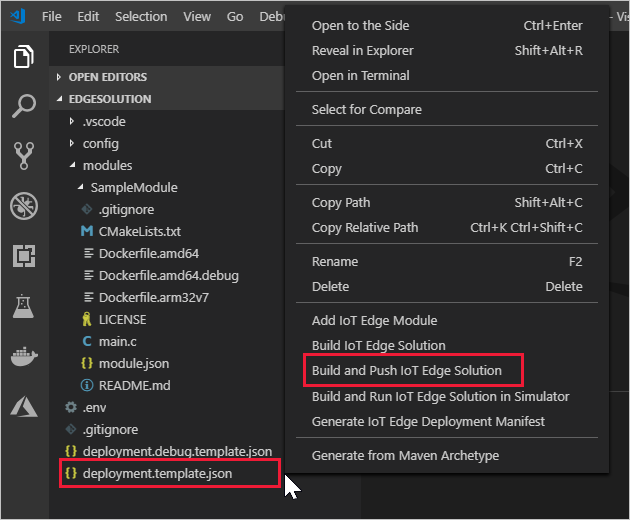 File Edit Selection View Go Debu
- Vis
EXPLORER
OPEN EDITORS
EDGESOLUTION
.vscode
config
modules
SampleModule
.gitignore
CMakeLists.txt
Dockerfile.amd64
Dockerfile.amd64.debug
Dockerfile.arm32v7
LICENSE
main.c
module.json
README.md
.env
.gitignore
deployment.debug.template.json
deployment.template.json
Open to the Side Ctrl+Enter
Reveal in Explorer Shift+Alt+R
Open in Terminal
Select for Compare
Cut Ctrl+X
Copy Ctrl+C
Copy Path Shift+Alt+C
Copy Relative Path Ctrl+K Ctrl+Shift+C
Rename F2
Delete Delete
Add IoT Edge Module
Build IoT Edge Solution
Build and Push IoT Edge Solution
Build and Run IoT Edge Solution in Simulator
Generate IoT Edge Deployment Manifest
Generate from Maven Archetype